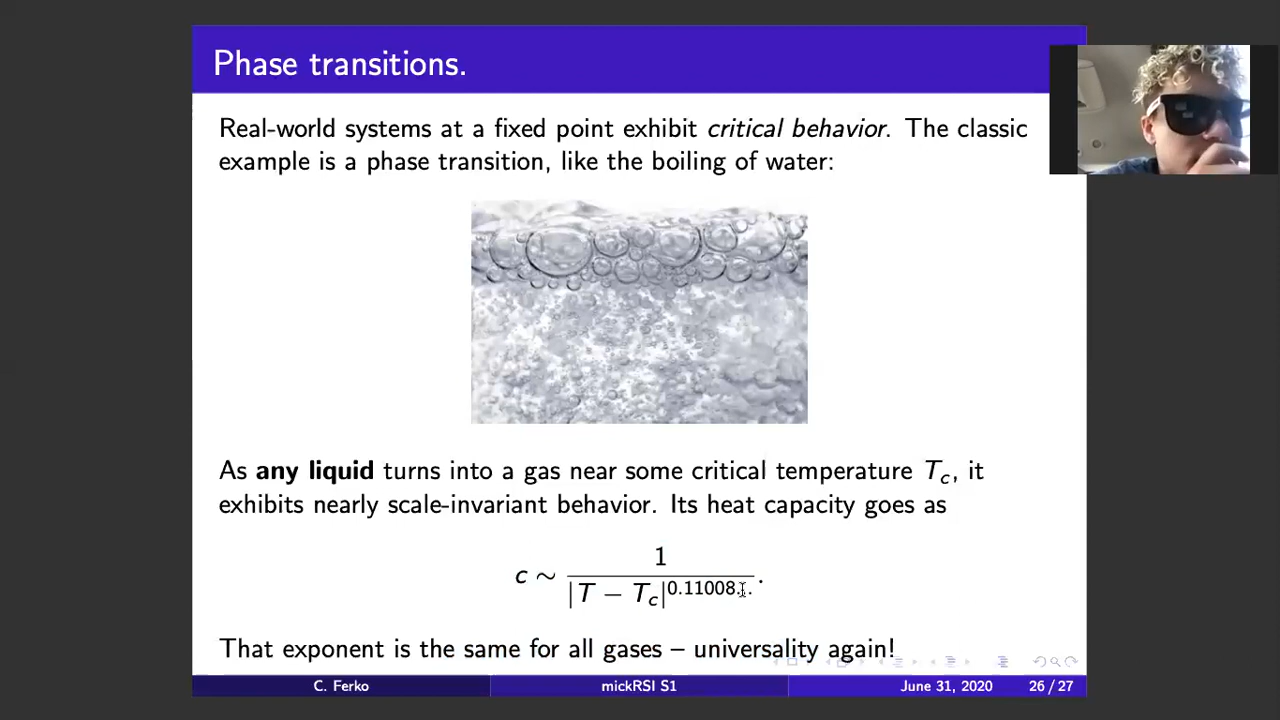 Phase transitions.
Real-world systems at a fixed point exhibit critical behavior. The classic
example is a phase transition, like the boiling of water:
As any liquid turns into a gas near some critical temperature T_c, it
exhibits nearly scale-invariant behavior. Its heat capacity goes as
c ∼ 1 / |T − T_c|^0.11008... .
That exponent is the same for all gases – universality again!
C. Ferko mickRSI S1 June 31, 2020 26 / 27